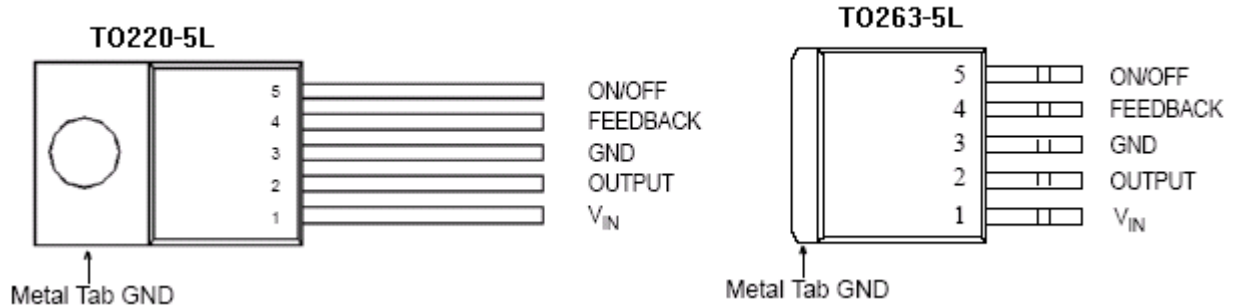 TO220-5L
5 ON/OFF
4 FEEDBACK
3 GND
2 OUTPUT
1 VIN
Metal Tab GND
TO263-5L
5 ON/OFF
4 FEEDBACK
3 GND
2 OUTPUT
1 VIN
Metal Tab GND